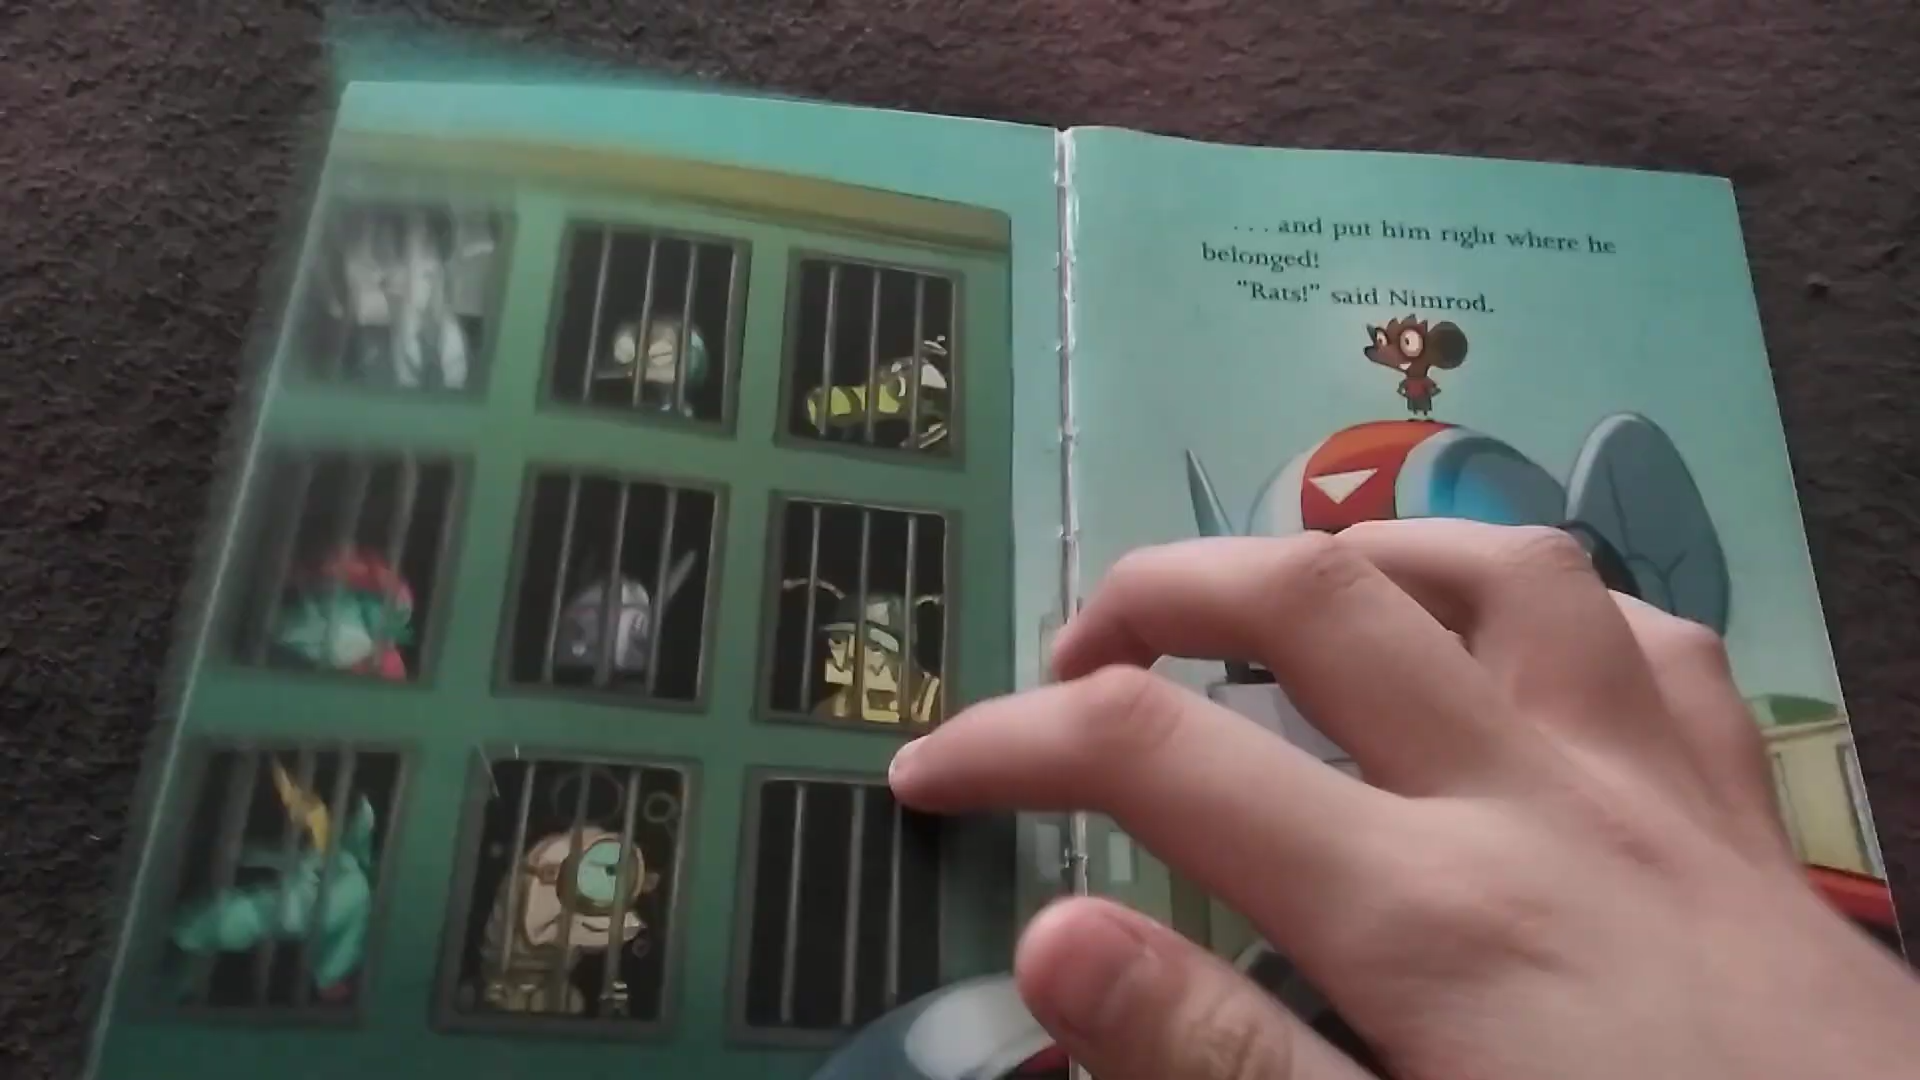 . . . and put him right where he
belonged!
“Rats!” said Nimrod.